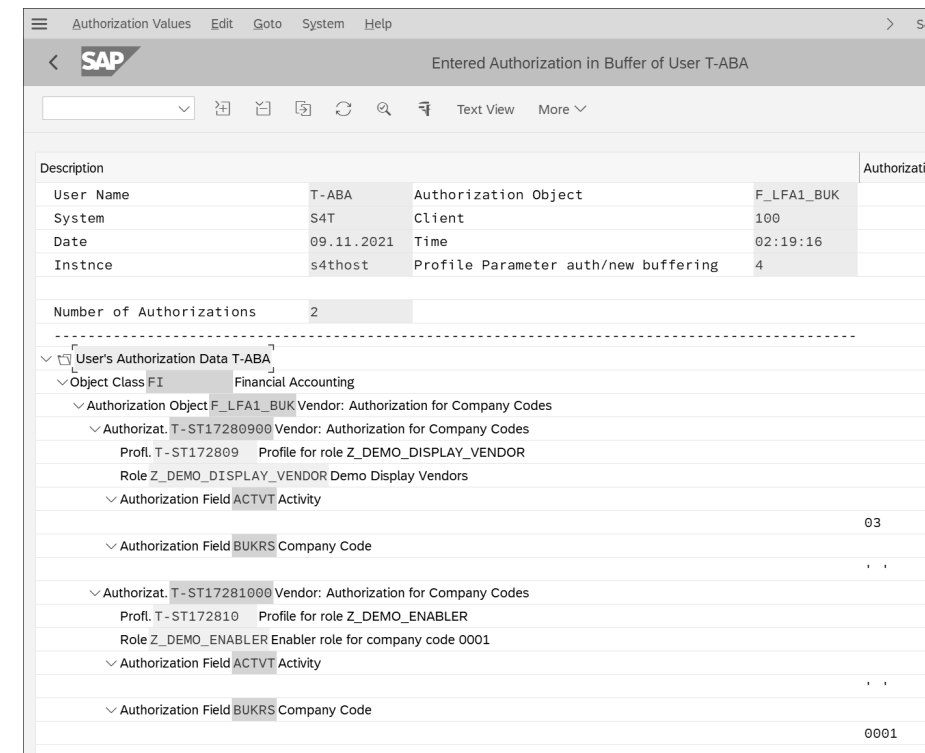 Authorization Values Edit Goto System Help
SAP
Entered Authorization in Buffer of User T-ABA
Text View More
Description Authorizati
User Name T-ABA Authorization Object F_LFA1_BUK
System S4T Client 100
Date 09.11.2021 Time 02:19:16
Instnce s4thost Profile Parameter auth/new buffering 4
Number of Authorizations 2
User's Authorization Data T-ABA
Object Class FI Financial Accounting
Authorization Object F_LFA1_BUK Vendor: Authorization for Company Codes
Authorizat. T-ST17280900 Vendor: Authorization for Company Codes
Profl. T-ST172809 Profile for role Z_DEMO_DISPLAY_VENDOR
Role Z_DEMO_DISPLAY_VENDOR Demo Display Vendors
Authorization Field ACTVT Activity
03
Authorization Field BUKRS Company Code
' '
Authorizat. T-ST17281000 Vendor: Authorization for Company Codes
Profl. T-ST172810 Profile for role Z_DEMO_ENABLER
Role Z_DEMO_ENABLER Enabler role for company code 0001
Authorization Field ACTVT Activity
' '
Authorization Field BUKRS Company Code
0001